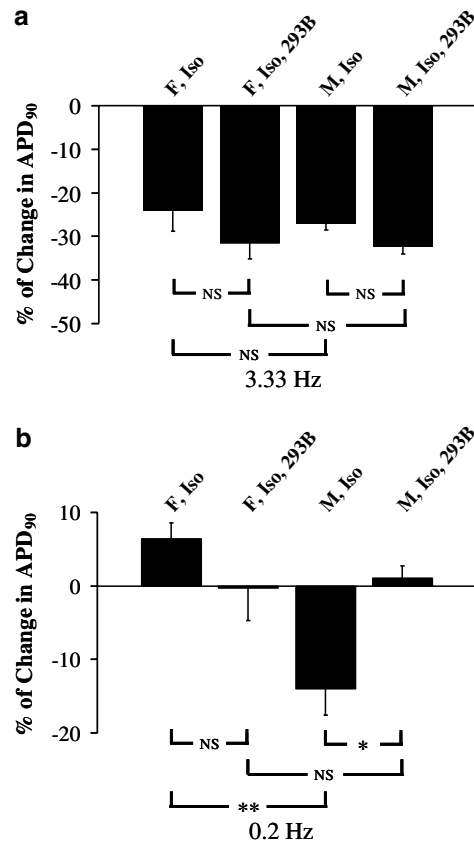 a
F, Iso
F, Iso, 293B
M, Iso
M, Iso, 293B
% of Change in APD90
0
-10
-20
-30
-40
-50
NS
NS
NS
NS
3.33 Hz
b
F, Iso
F, Iso, 293B
M, Iso
M, Iso, 293B
% of Change in APD90
10
0
-10
-20
NS
*
NS
**
0.2 Hz